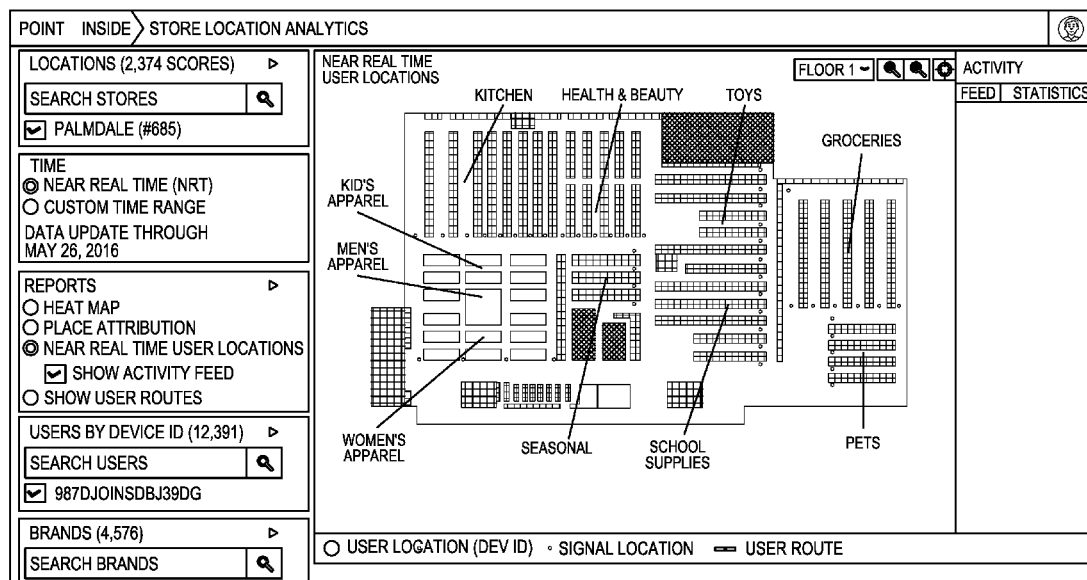 POINT INSIDE STORE LOCATION ANALYTICS
LOCATIONS (2,374 SCORES)
SEARCH STORES
PALMDALE (#685)
TIME
NEAR REAL TIME (NRT)
CUSTOM TIME RANGE
DATA UPDATE THROUGH
MAY 26, 2016
REPORTS
HEAT MAP
PLACE ATTRIBUTION
NEAR REAL TIME USER LOCATIONS
SHOW ACTIVITY FEED
SHOW USER ROUTES
USERS BY DEVICE ID (12,391)
SEARCH USERS
987DJOINSDBJ39DG
BRANDS (4,576)
SEARCH BRANDS
NEAR REAL TIME
USER LOCATIONS
FLOOR 1
KITCHEN
HEALTH & BEAUTY
TOYS
GROCERIES
KID'S
APPAREL
MEN'S
APPAREL
WOMEN'S
APPAREL
SEASONAL
SCHOOL
SUPPLIES
PETS
USER LOCATION (DEV ID)
SIGNAL LOCATION
USER ROUTE
ACTIVITY
FEED
STATISTICS